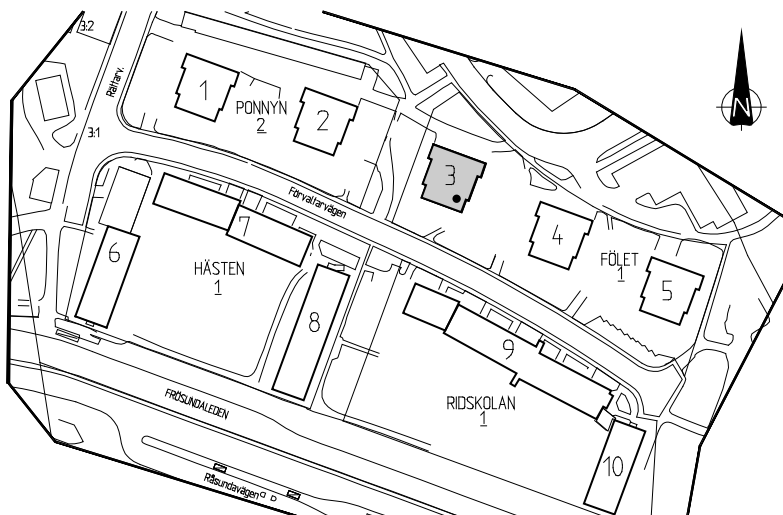 3:2
Rättarv.
3:1
1
PONNYN
2
2
N
3
Förvaltarvägen
4
FÖLET
1
5
6
7
HÄSTEN
1
8
9
RIDSKOLAN
1
10
FRÖSUNDALEDEN
Råsundavägen